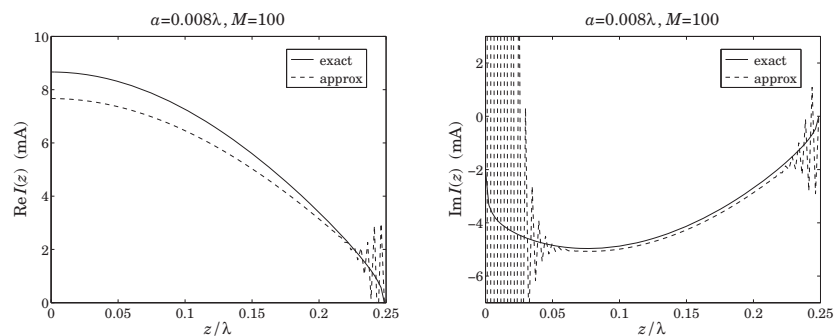 a=0.008λ, M=100
10
8
6
4
2
0
0
0.05
0.1
0.15
0.2
0.25
Re I(z) (mA)
z/λ
exact
approx
a=0.008λ, M=100
2
0
−2
−4
−6
0
0.05
0.1
0.15
0.2
0.25
Im I(z) (mA)
z/λ
exact
approx